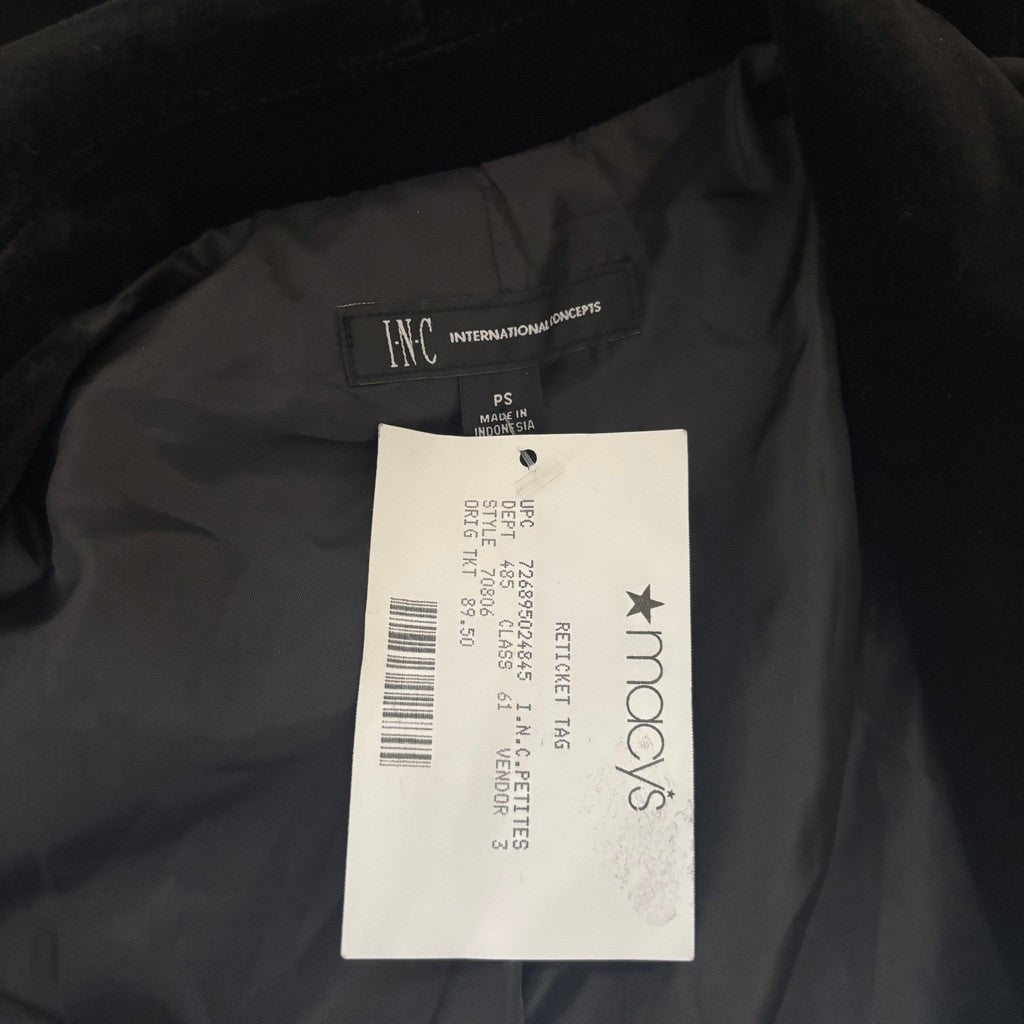 I·N·C INTERNATIONAL CONCEPTS
PS
MADE IN
INDONESIA
★macy's
RETICKET TAG
UPC 726895024845 I.N.C.PETITES
DEPT 485 CLASS 61 VENDOR 3
STYLE 70806
ORIG TKT 89.50